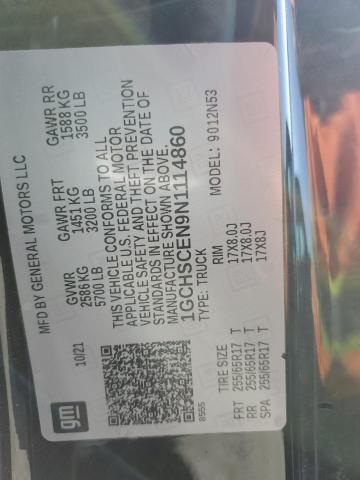 gm
MFD BY GENERAL MOTORS LLC
10/21
GVWR
2586 KG
5700 LB
GAWR FRT
1451 KG
3200 LB
GAWR RR
1588 KG
3500 LB
THIS VEHICLE CONFORMS TO ALL
APPLICABLE U.S. FEDERAL MOTOR
VEHICLE SAFETY AND THEFT PREVENTION
STANDARDS IN EFFECT ON THE DATE OF
MANUFACTURE SHOWN ABOVE.
1GCHSCEN9N1114860
TYPE: TRUCK
MODEL: 9012N53
8555
TIRE SIZE RIM
FRT 255/65R17 T 17X8.0J
RR 255/65R17 T 17X8.0J
SPA 255/65R17 T 17X8J